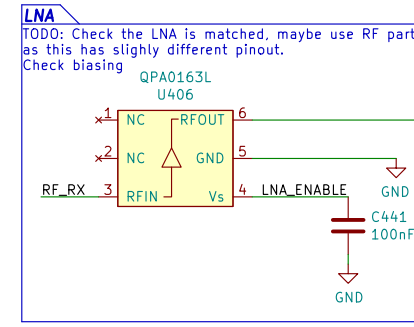 LNA
TODO: Check the LNA is matched, maybe use RF part
as this has slighly different pinout.
Check biasing
QPA0163L
U406
1 NC RFOUT 6
2 NC GND 5
GND
RF_RX 3 RFIN Vs 4 LNA_ENABLE
C441
100nF
GND